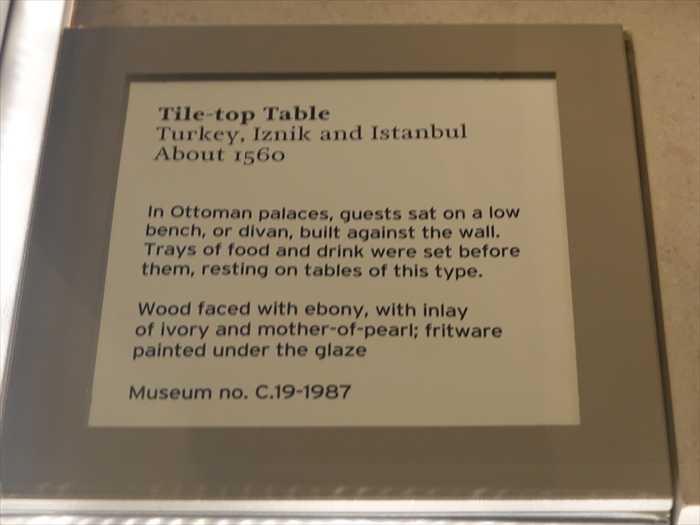 Tile-top Table
Turkey, Iznik and Istanbul
About 1560
In Ottoman palaces, guests sat on a low
bench, or divan, built against the wall.
Trays of food and drink were set before
them, resting on tables of this type.
Wood faced with ebony, with inlay
of ivory and mother-of-pearl; fritware
painted under the glaze
Museum no. C.19-1987